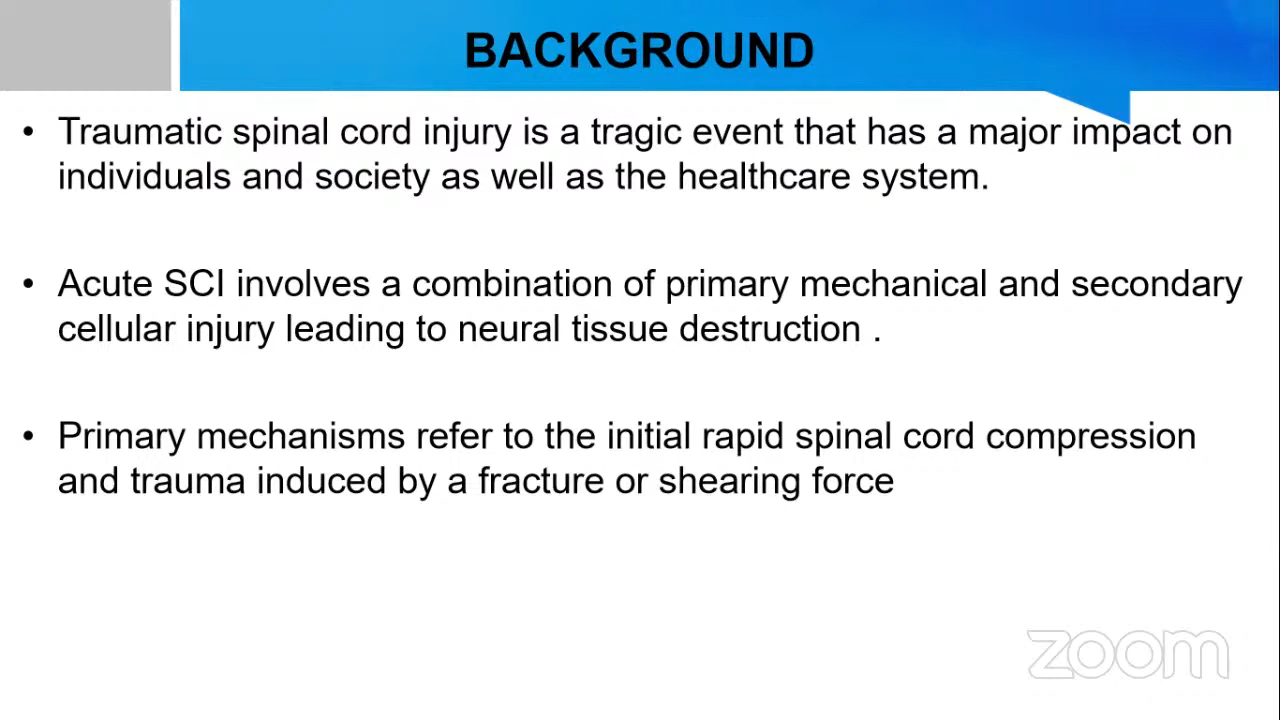 BACKGROUND
• Traumatic spinal cord injury is a tragic event that has a major impact on
individuals and society as well as the healthcare system.
• Acute SCI involves a combination of primary mechanical and secondary
cellular injury leading to neural tissue destruction .
• Primary mechanisms refer to the initial rapid spinal cord compression
and trauma induced by a fracture or shearing force
zoom